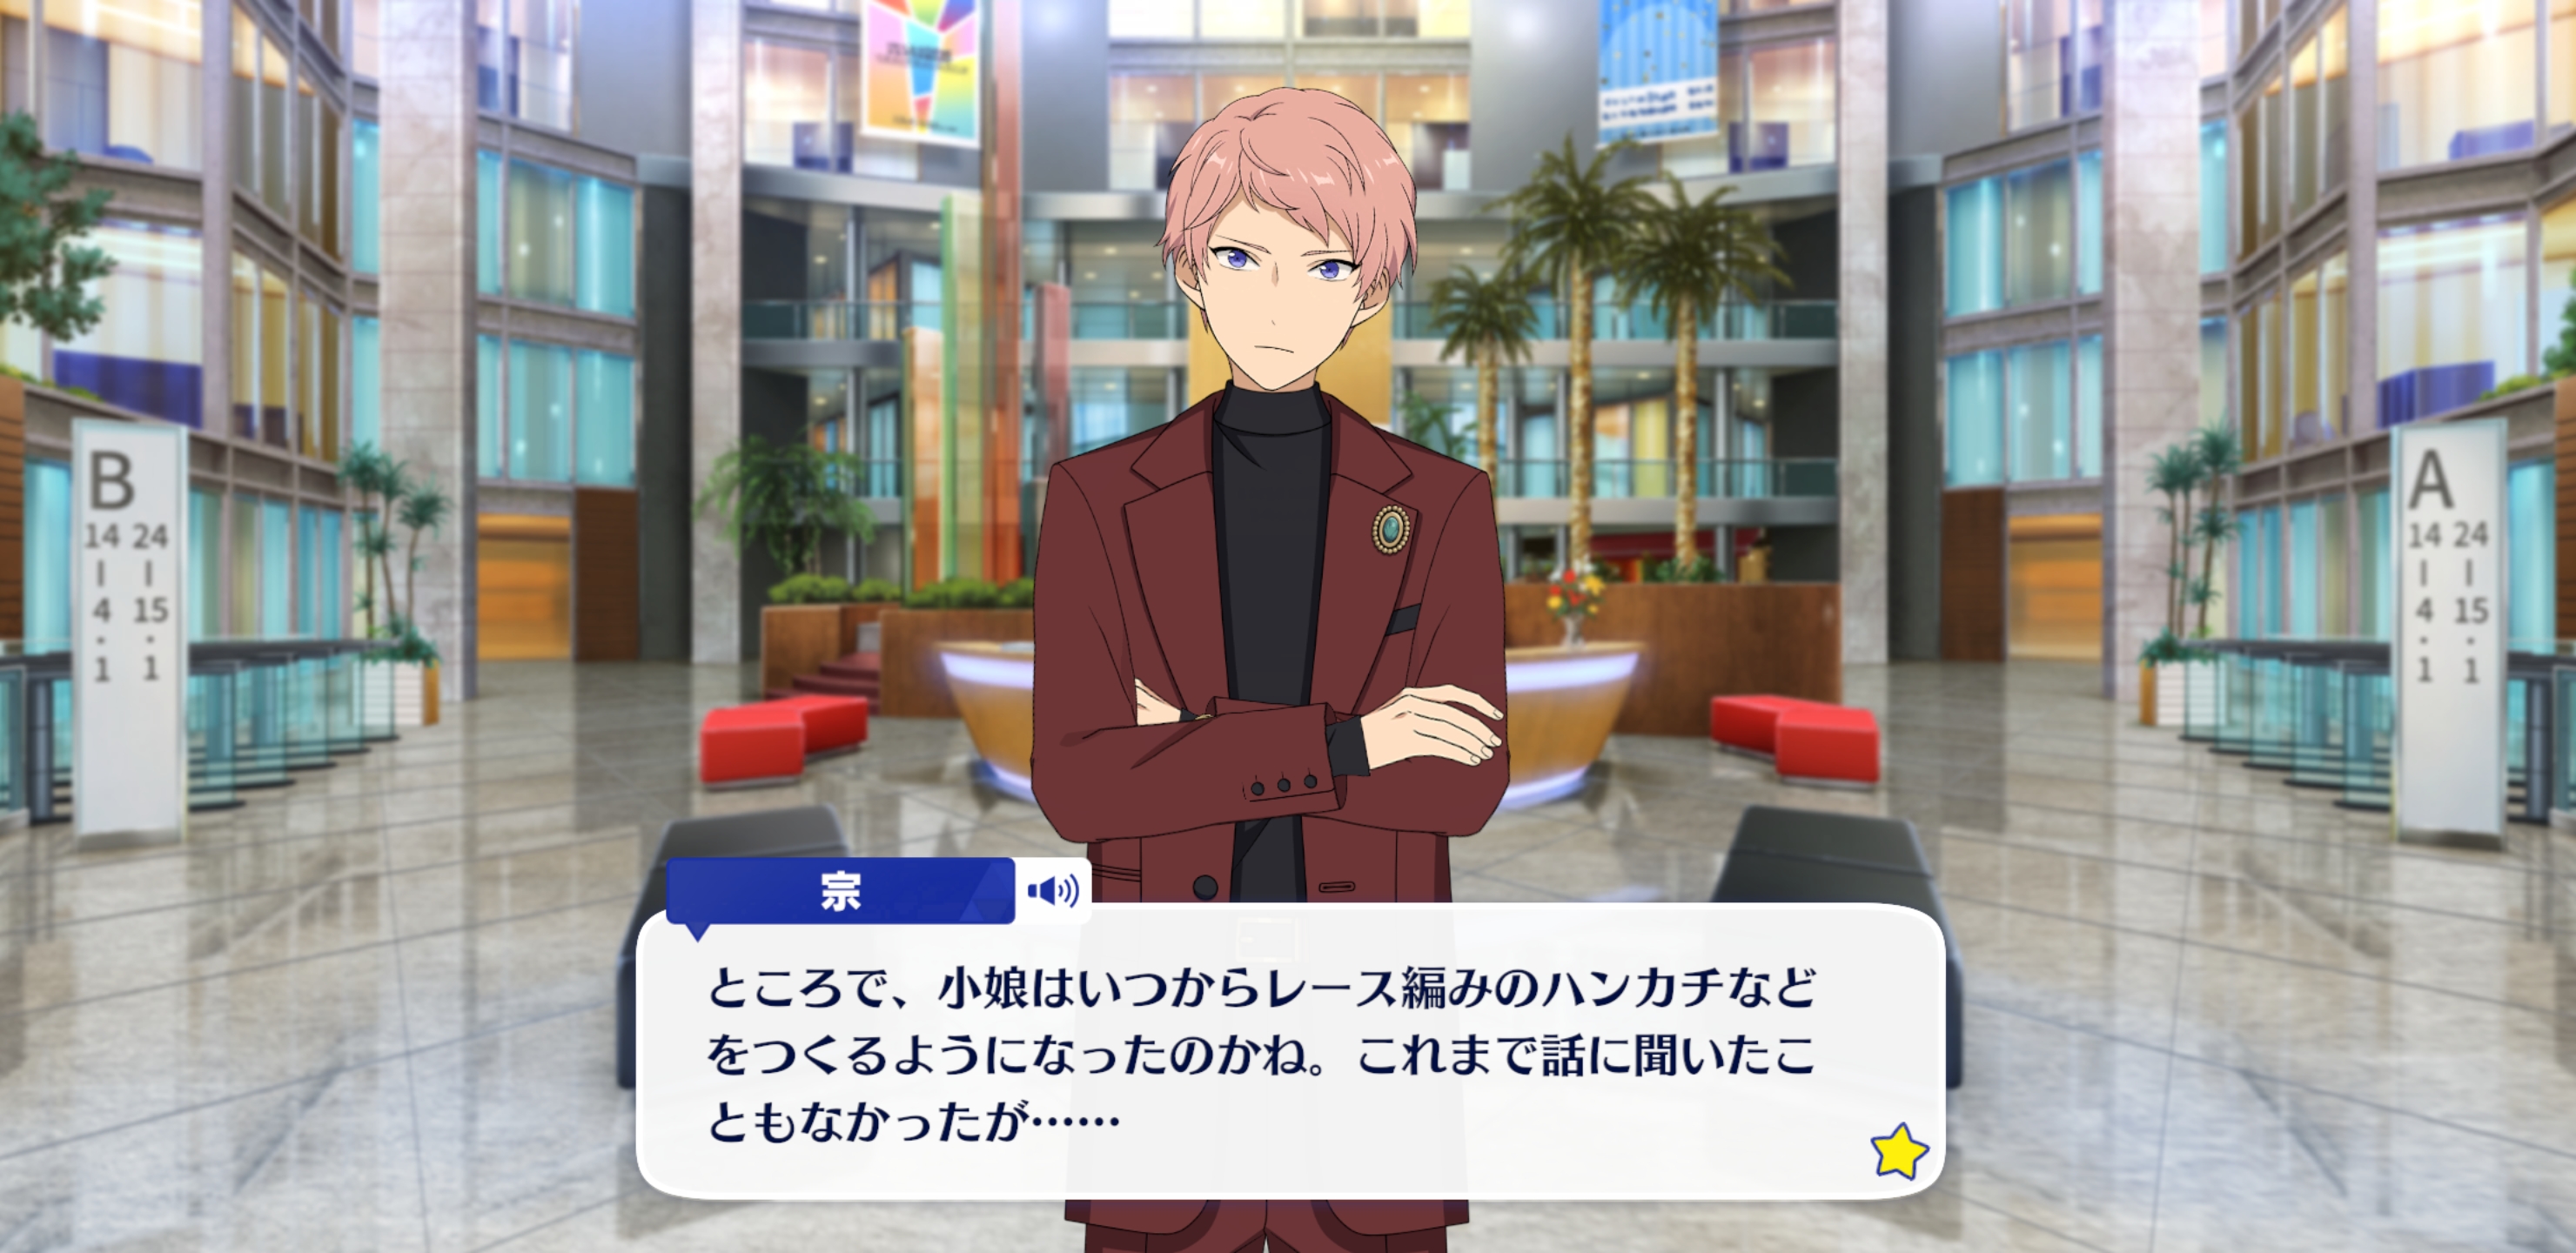 B
14 24
| |
4 15
・ ・
1 1
A
14 24
| |
4 15
・ ・
1 1
宗
ところで、小娘はいつからレース編みのハンカチなど
をつくるようになったのかね。これまで話に聞いたこ
ともなかったが……